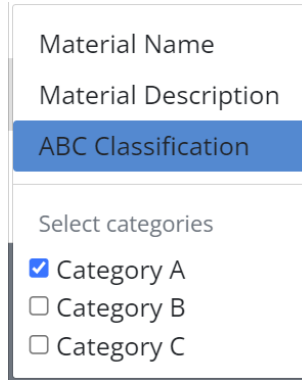 Material Name
Material Description
ABC Classification
Select categories
Category A
Category B
Category C